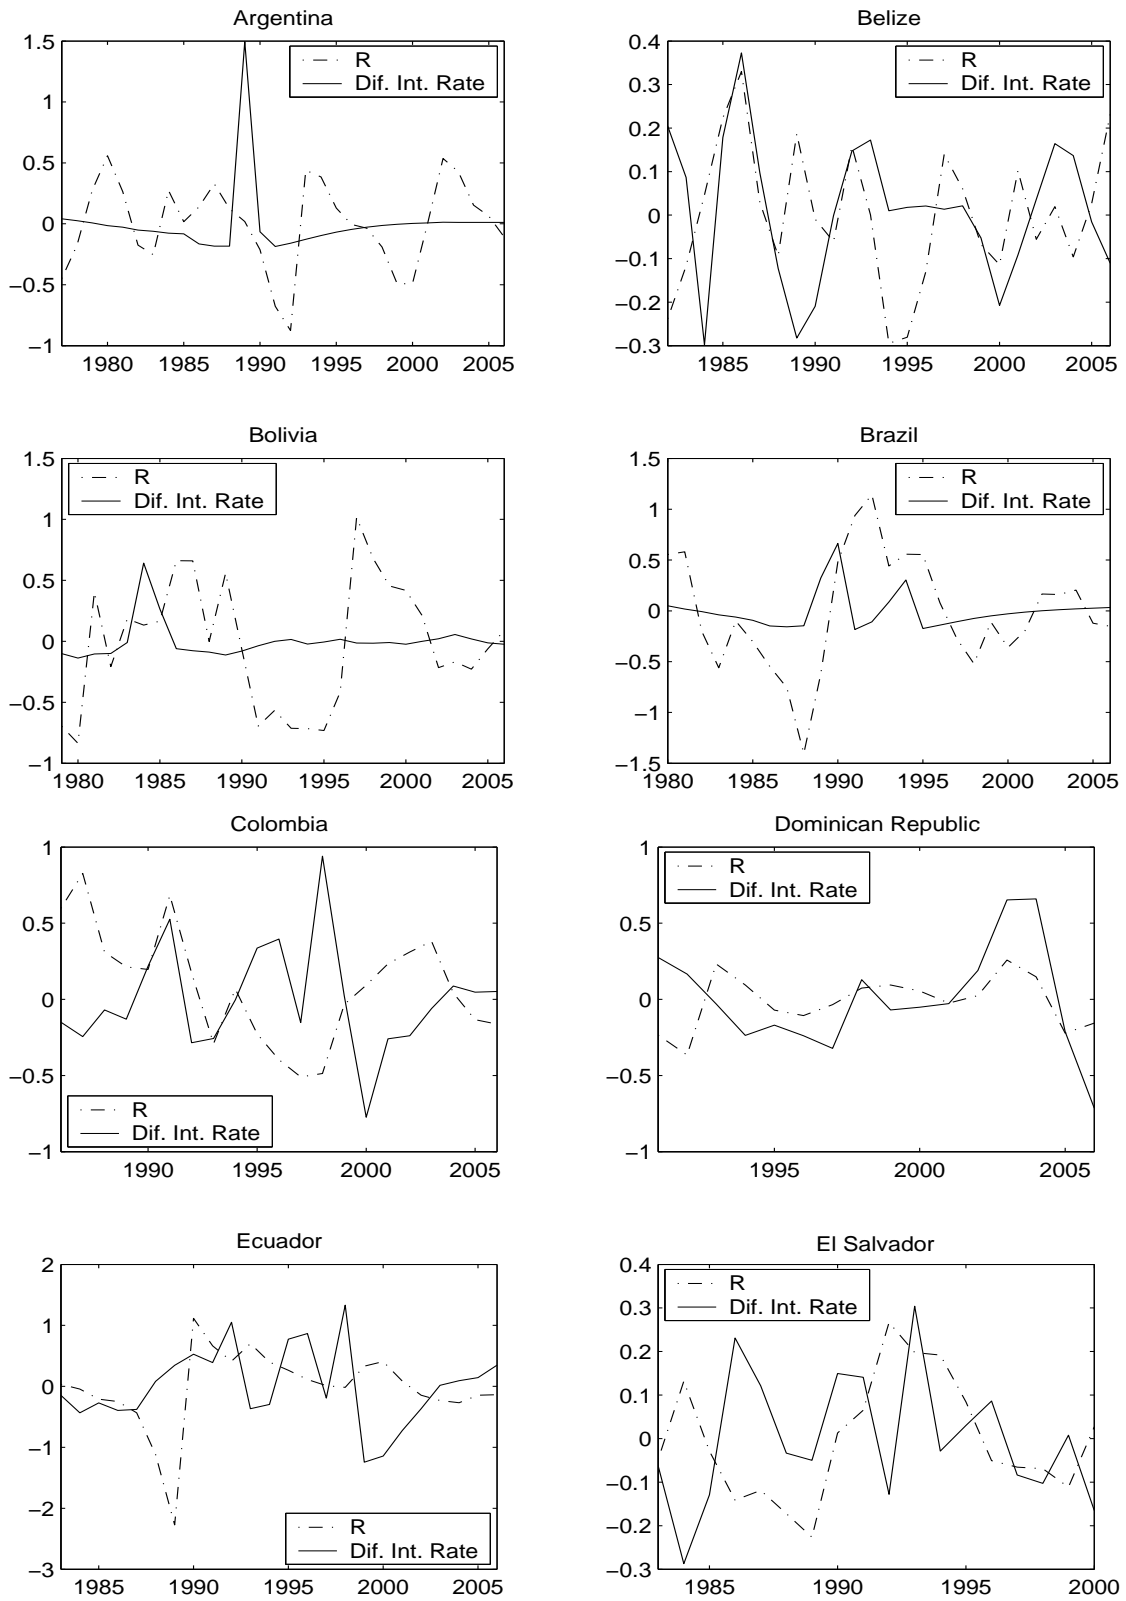 Argentina
R
Dif. Int. Rate
1.5
1
0.5
0
−0.5
−1
1980 1985 1990 1995 2000 2005
Belize
R
Dif. Int. Rate
0.4
0.3
0.2
0.1
0
−0.1
−0.2
−0.3
1985 1990 1995 2000 2005
Bolivia
R
Dif. Int. Rate
1.5
1
0.5
0
−0.5
−1
1980 1985 1990 1995 2000 2005
Brazil
R
Dif. Int. Rate
1.5
1
0.5
0
−0.5
−1
−1.5
1980 1985 1990 1995 2000 2005
Colombia
1
0.5
0
−0.5
−1
R
Dif. Int. Rate
1990 1995 2000 2005
Dominican Republic
R
Dif. Int. Rate
1
0.5
0
−0.5
−1
1995 2000 2005
Ecuador
2
1
0
−1
−2
−3
R
Dif. Int. Rate
1985 1990 1995 2000 2005
El Salvador
R
Dif. Int. Rate
0.4
0.3
0.2
0.1
0
−0.1
−0.2
−0.3
1985 1990 1995 2000